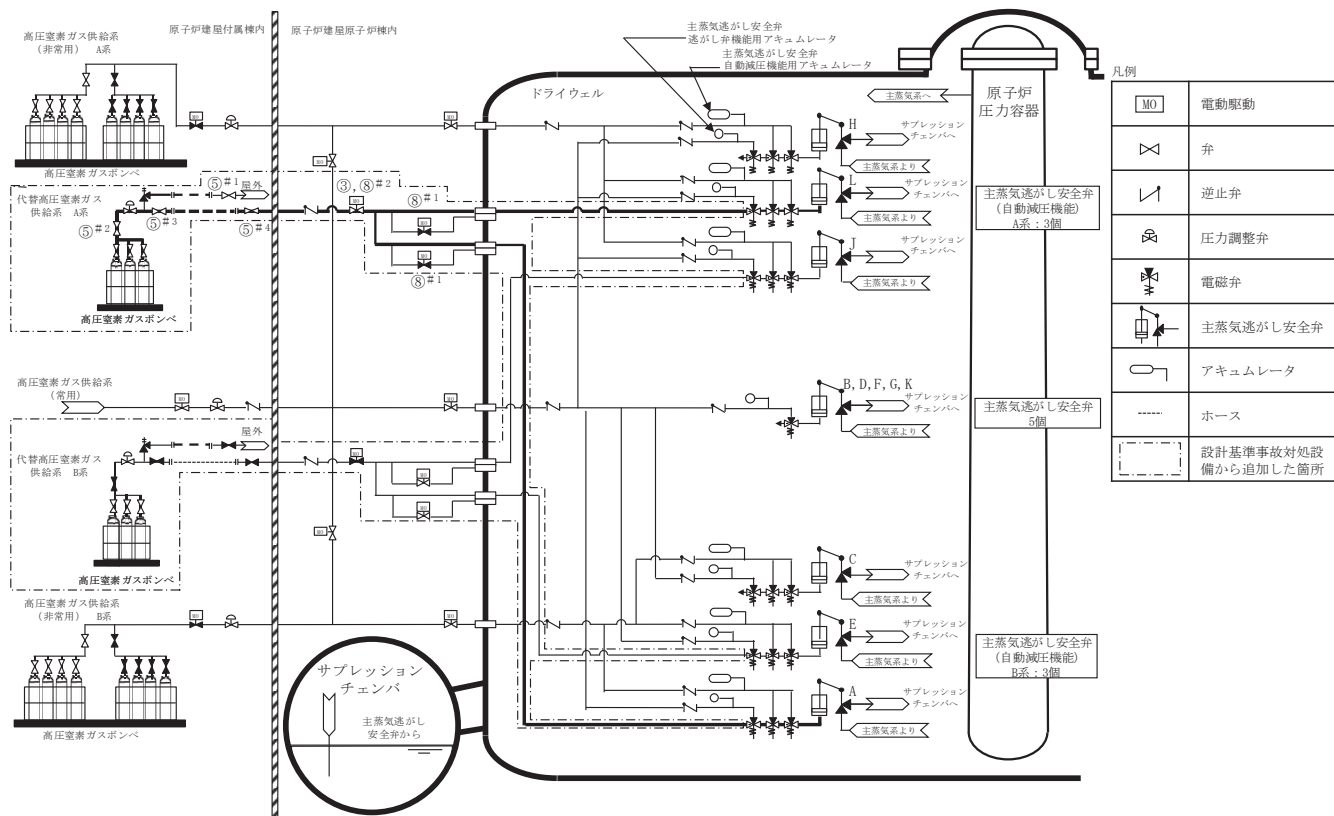 高圧窒素ガス供給系
(非常用) A系
原子炉建屋付属棟内
原子炉建屋原子炉棟内
高圧窒素ガスボンベ
MO
MO
MO
主蒸気逃がし安全弁
逃がし弁機能用アキュムレータ
主蒸気逃がし安全弁
自動減圧機能用アキュムレータ
ドライウェル
主蒸気系へ
原子炉
圧力容器
H
サプレッション
チェンバへ
主蒸気系より
代替高圧窒素ガス
供給系 A系
⑤#1
屋外
⑤#2
⑤#3
⑤#4
高圧窒素ガスボンベ
③,⑧#2
MO
⑧#1
MO
MO
⑧#1
L
サプレッション
チェンバへ
主蒸気系より
J
サプレッション
チェンバへ
主蒸気系より
主蒸気逃がし安全弁
(自動減圧機能)
A系:3個
高圧窒素ガス供給系
(常用)
MO
MO
B,D,F,G,K
サプレッション
チェンバへ
主蒸気系より
主蒸気逃がし安全弁
5個
代替高圧窒素ガス
供給系 B系
屋外
高圧窒素ガスボンベ
MO
MO
MO
MO
C
サプレッション
チェンバへ
主蒸気系より
高圧窒素ガス供給系
(非常用) B系
MO
MO
高圧窒素ガスボンベ
E
サプレッション
チェンバへ
主蒸気系より
主蒸気逃がし安全弁
(自動減圧機能)
B系:3個
A
サプレッション
チェンバへ
主蒸気系より
サプレッション
チェンバ
主蒸気逃がし
安全弁から
凡例
MO
電動駆動
弁
逆止弁
圧力調整弁
電磁弁
主蒸気逃がし安全弁
アキュムレータ
ホース
設計基準事故対処設
備から追加した箇所